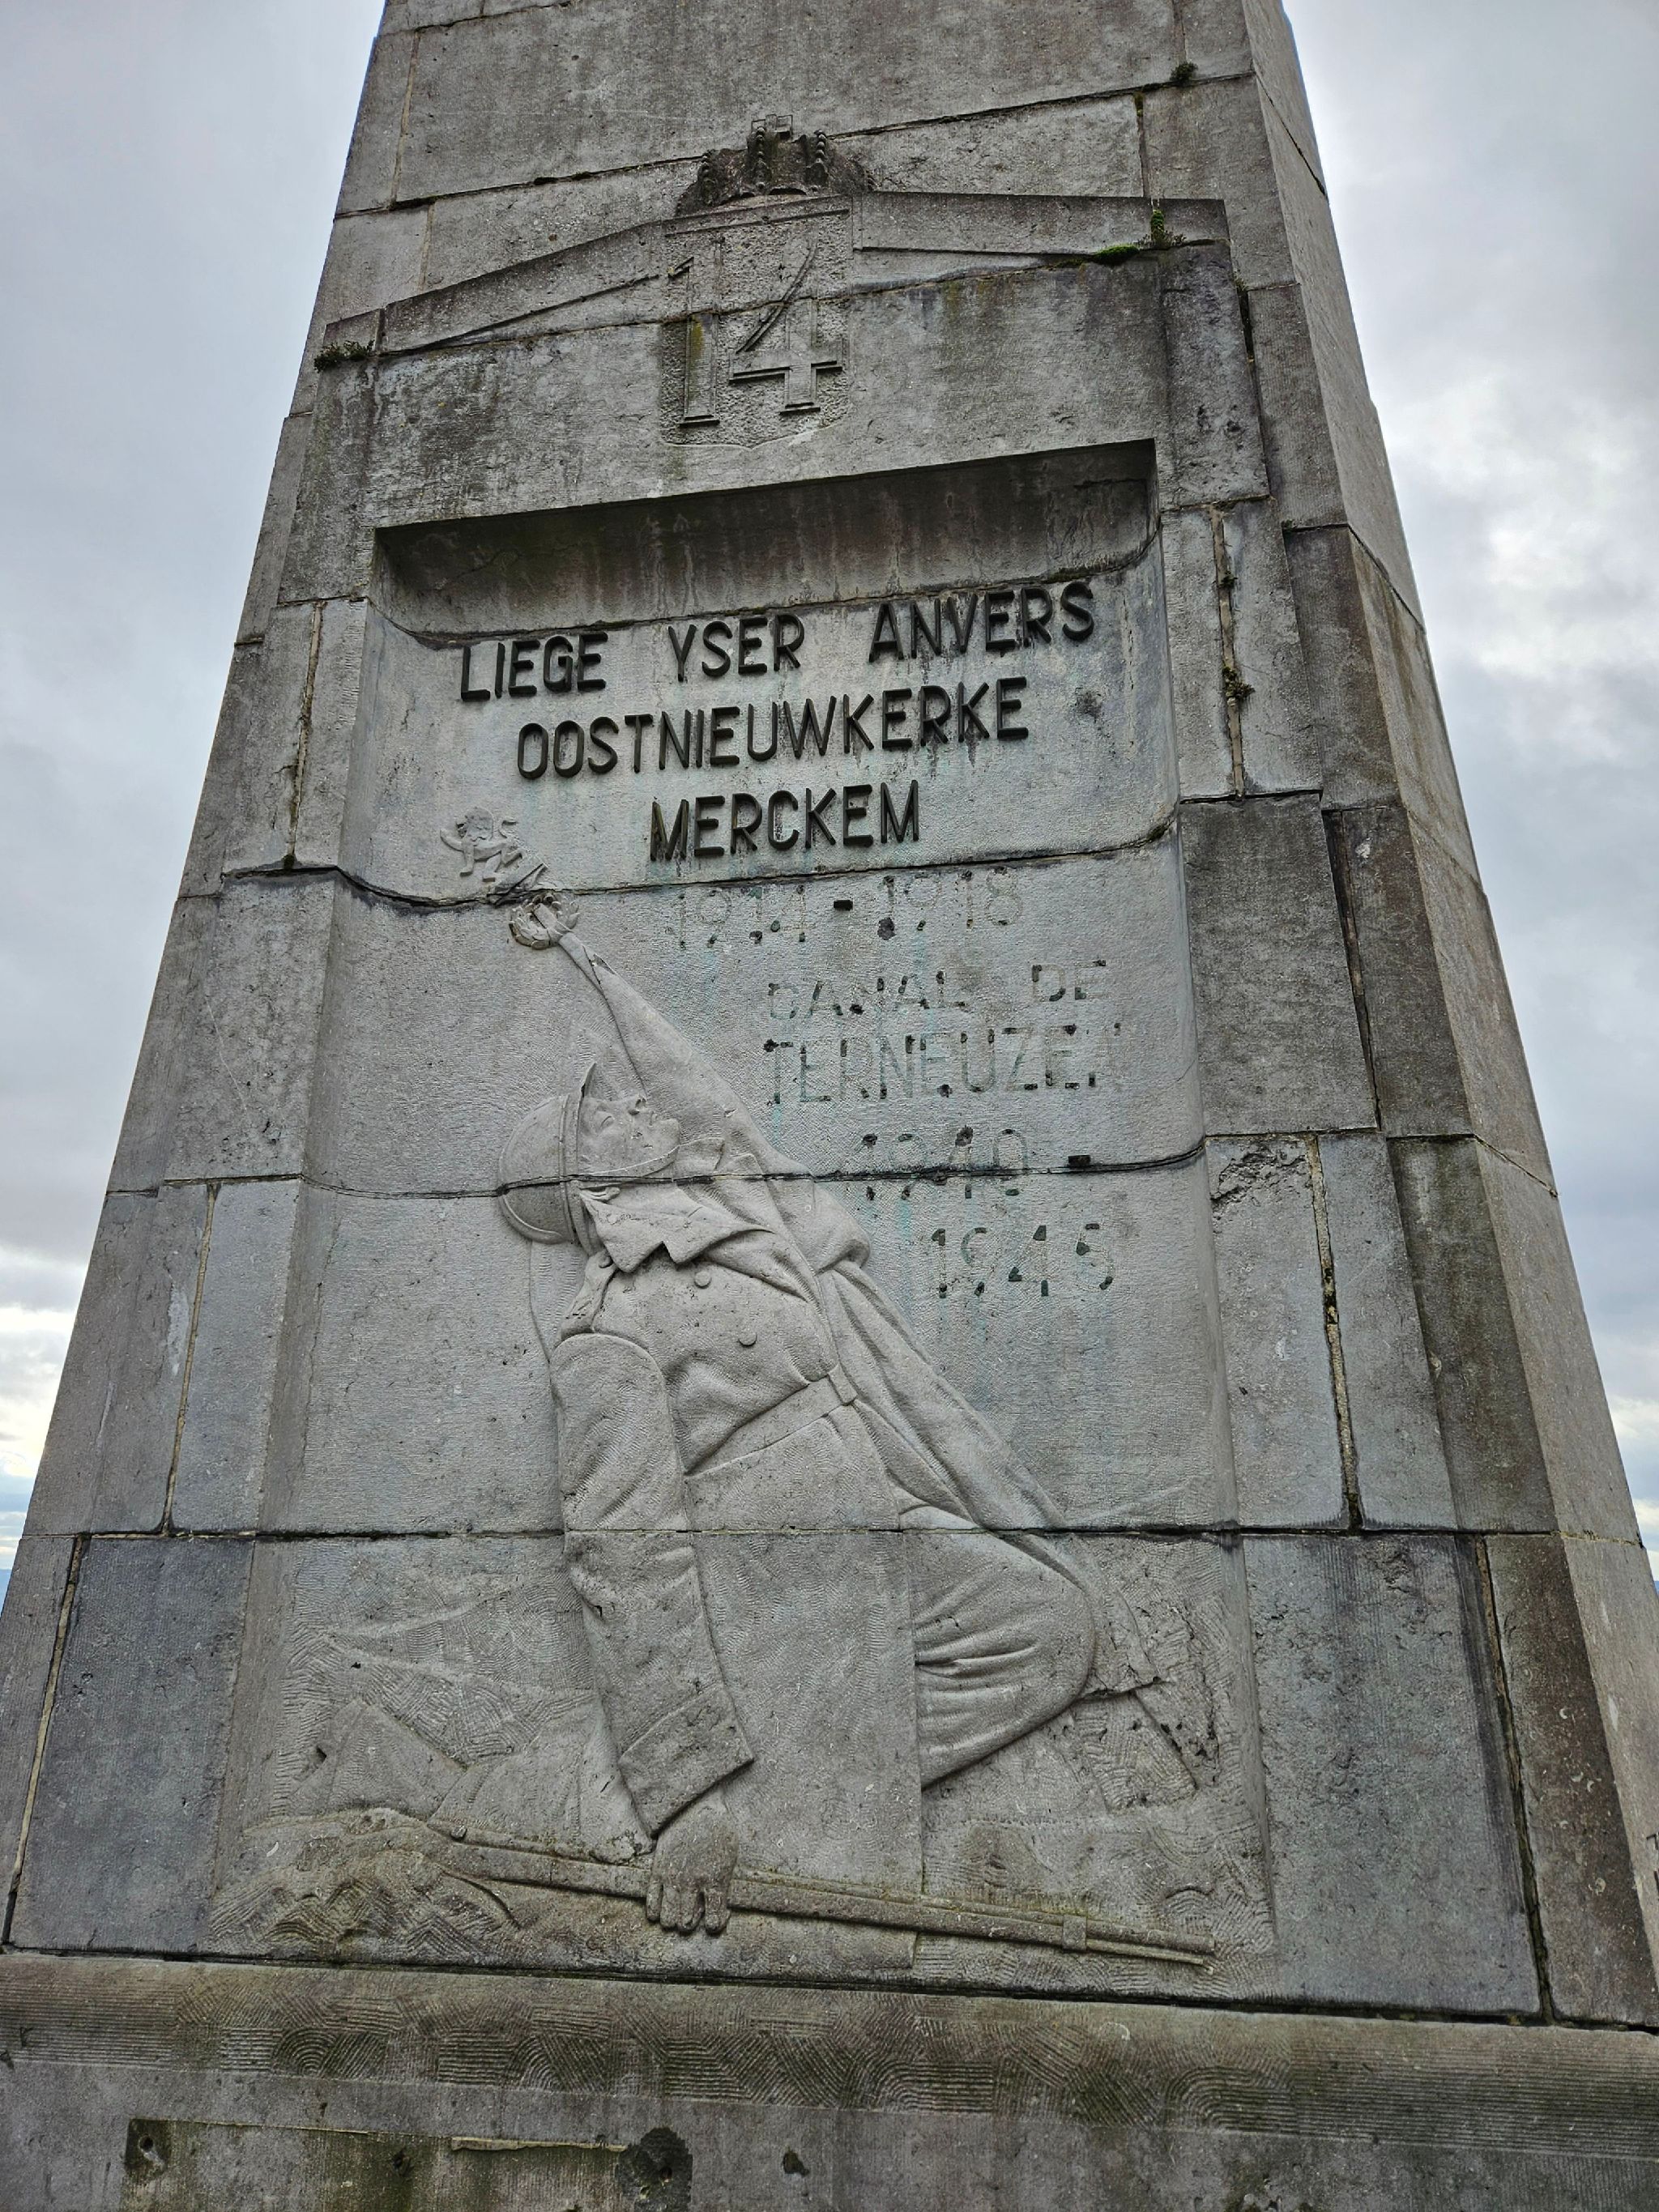 14
LIEGE YSER ANVERS
OOSTNIEUWKERKE
MERCKEM
1914-1918
CANAL DE
TERNEUZEN
1940 -
1945